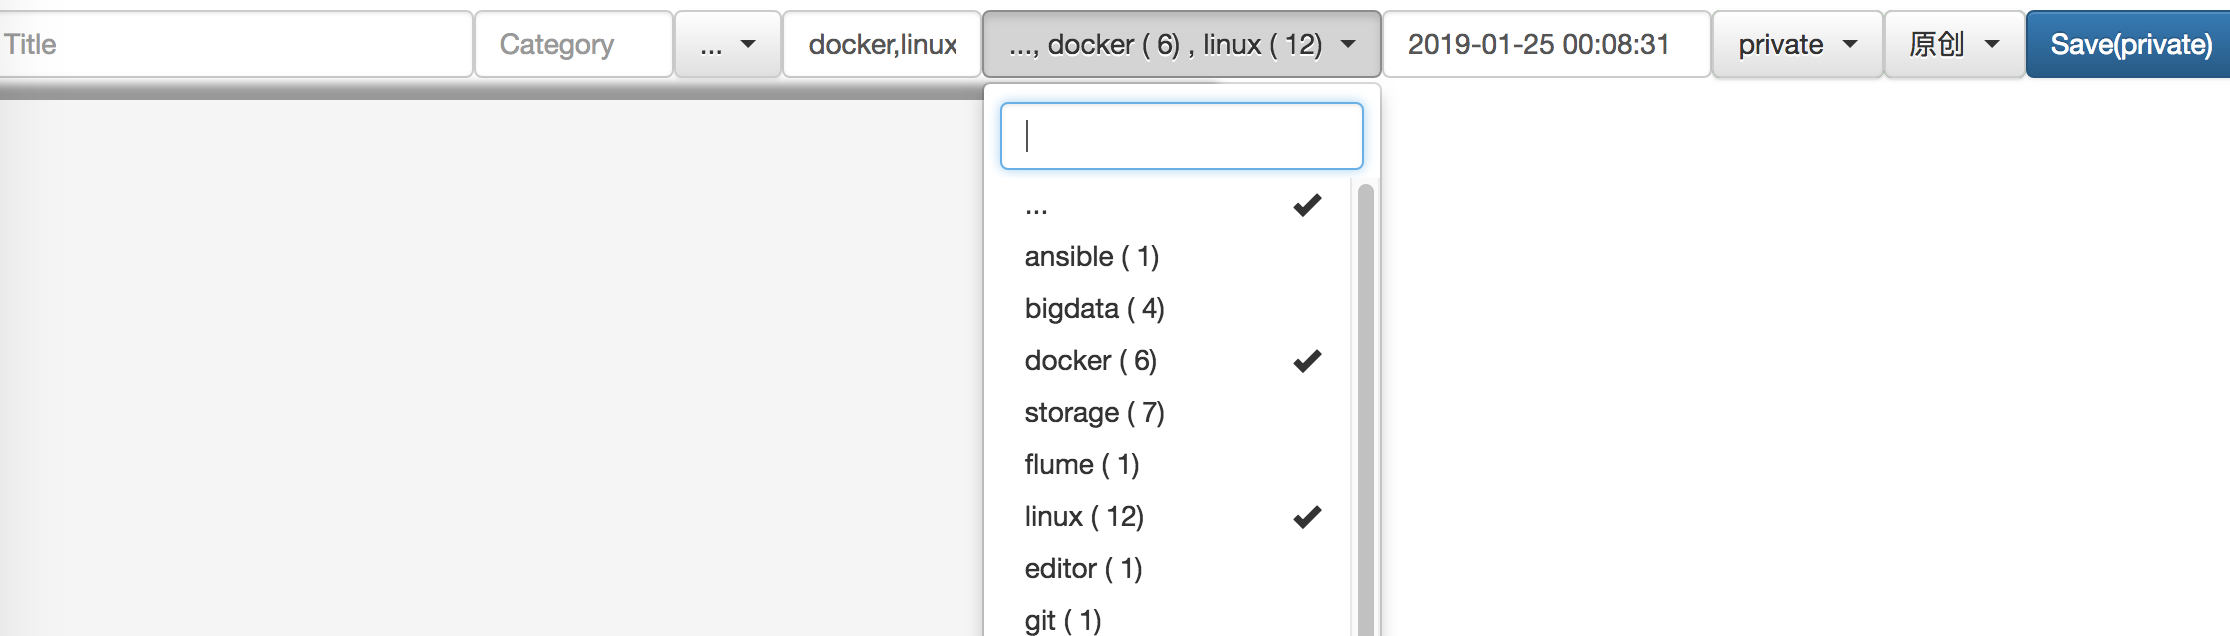 Title Category ... docker,linux ..., docker ( 6) , linux ( 12) 2019-01-25 00:08:31 private 原创 Save(private)
...
ansible ( 1)
bigdata ( 4)
docker ( 6)
storage ( 7)
flume ( 1)
linux ( 12)
editor ( 1)
git ( 1)